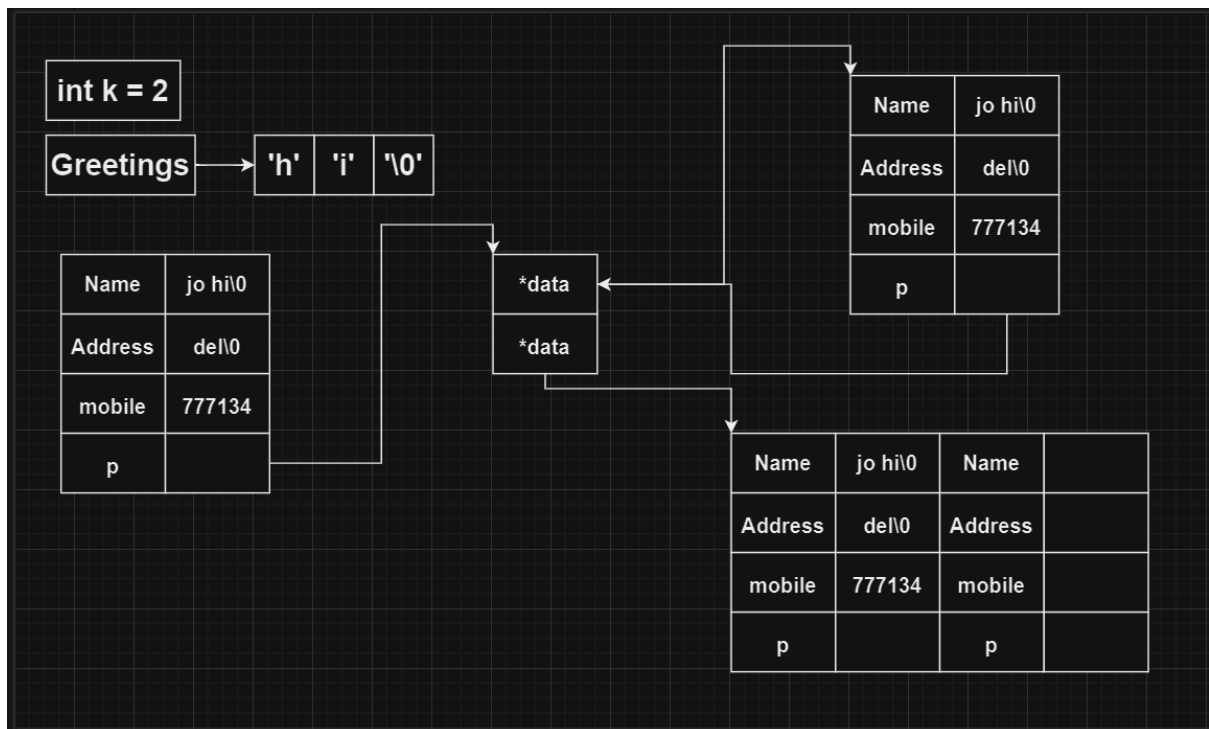 int k = 2
Greetings 'h' 'i' '\0'
Name jo hi\0
Address del\0
mobile 777134
p
*data
*data
Name jo hi\0
Address del\0
mobile 777134
p
Name jo hi\0 Name
Address del\0 Address
mobile 777134 mobile
p p